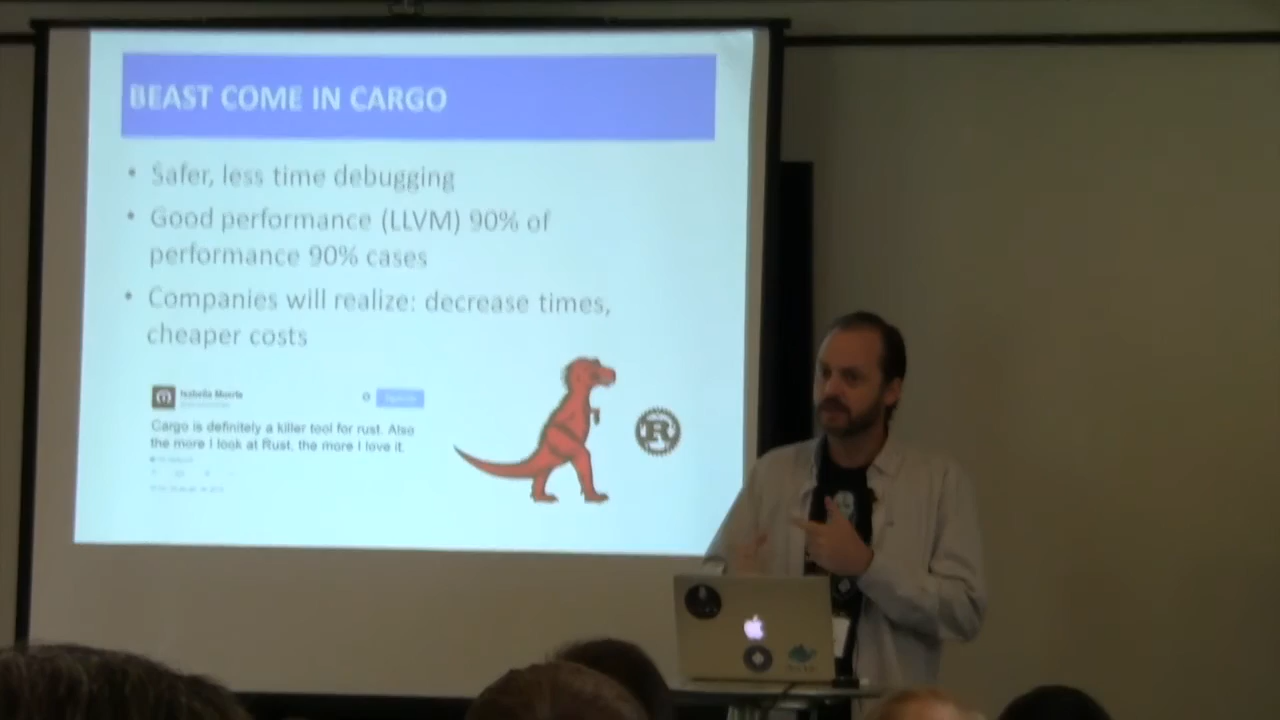 BEAST COME IN CARGO
• Safer, less time debugging
• Good performance (LLVM) 90% of
performance 90% cases
• Companies will realize: decrease times,
cheaper costs
Cargo is definitely a killer tool for rust. Also
the more I look at Rust, the more I love it.
R